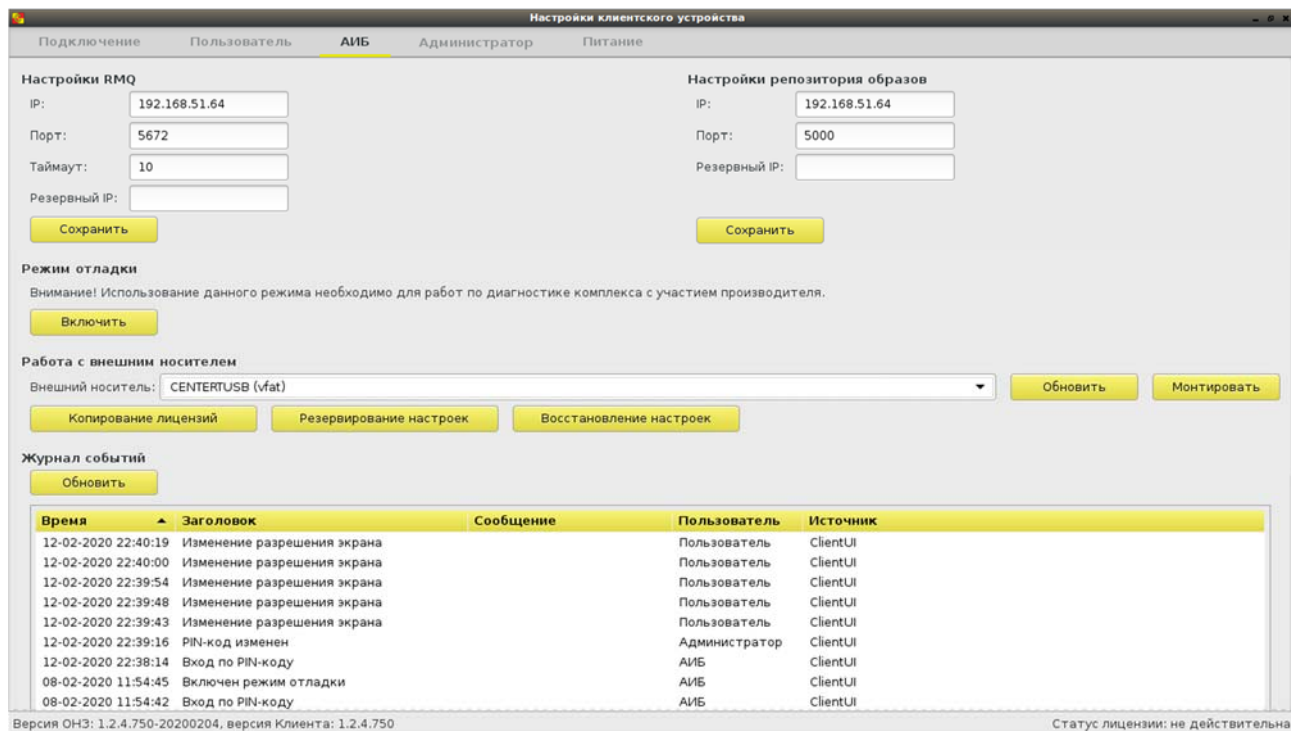 Настройки клиентского устройства
Подключение Пользователь АИБ Администратор Питание
Настройки RMQ Настройки репозитория образов
IP: 192.168.51.64 IP: 192.168.51.64
Порт: 5672 Порт: 5000
Таймаут: 10 Резервный IP:
Резервный IP:
Сохранить Сохранить
Режим отладки
Внимание! Использование данного режима необходимо для работ по диагностике комплекса с участием производителя.
Включить
Работа с внешним носителем
Внешний носитель: CENTERTUSB (vfat) Обновить Монтировать
Копирование лицензий Резервирование настроек Восстановление настроек
Журнал событий
Обновить
Время Заголовок Сообщение Пользователь Источник
12-02-2020 22:40:19 Изменение разрешения экрана Пользователь ClientUI
12-02-2020 22:40:00 Изменение разрешения экрана Пользователь ClientUI
12-02-2020 22:39:54 Изменение разрешения экрана Пользователь ClientUI
12-02-2020 22:39:48 Изменение разрешения экрана Пользователь ClientUI
12-02-2020 22:39:43 Изменение разрешения экрана Пользователь ClientUI
12-02-2020 22:39:16 PIN-код изменен Администратор ClientUI
12-02-2020 22:38:14 Вход по PIN-коду АИБ ClientUI
08-02-2020 11:54:45 Включен режим отладки АИБ ClientUI
08-02-2020 11:54:42 Вход по PIN-коду АИБ ClientUI
Версия ОНЗ: 1.2.4.750-20200204, версия Клиента: 1.2.4.750 Статус лицензии: не действительна